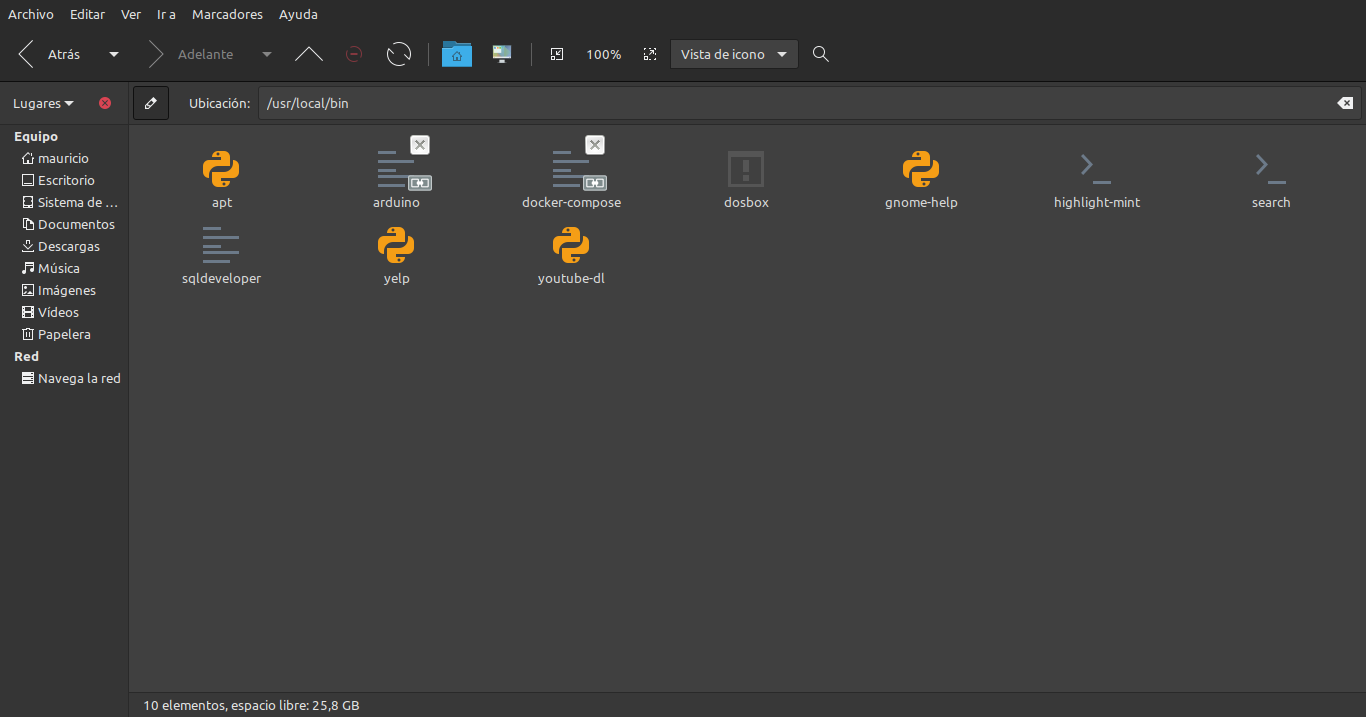 Archivo Editar Ver Ir a Marcadores Ayuda
Atrás Adelante 100% Vista de icono
Lugares Ubicación: /usr/local/bin
Equipo
mauricio
Escritorio
Sistema de ...
Documentos
Descargas
Música
Imágenes
Vídeos
Papelera
Red
Navega la red
apt arduino docker-compose dosbox gnome-help highlight-mint search
sqldeveloper yelp youtube-dl
10 elementos, espacio libre: 25,8 GB